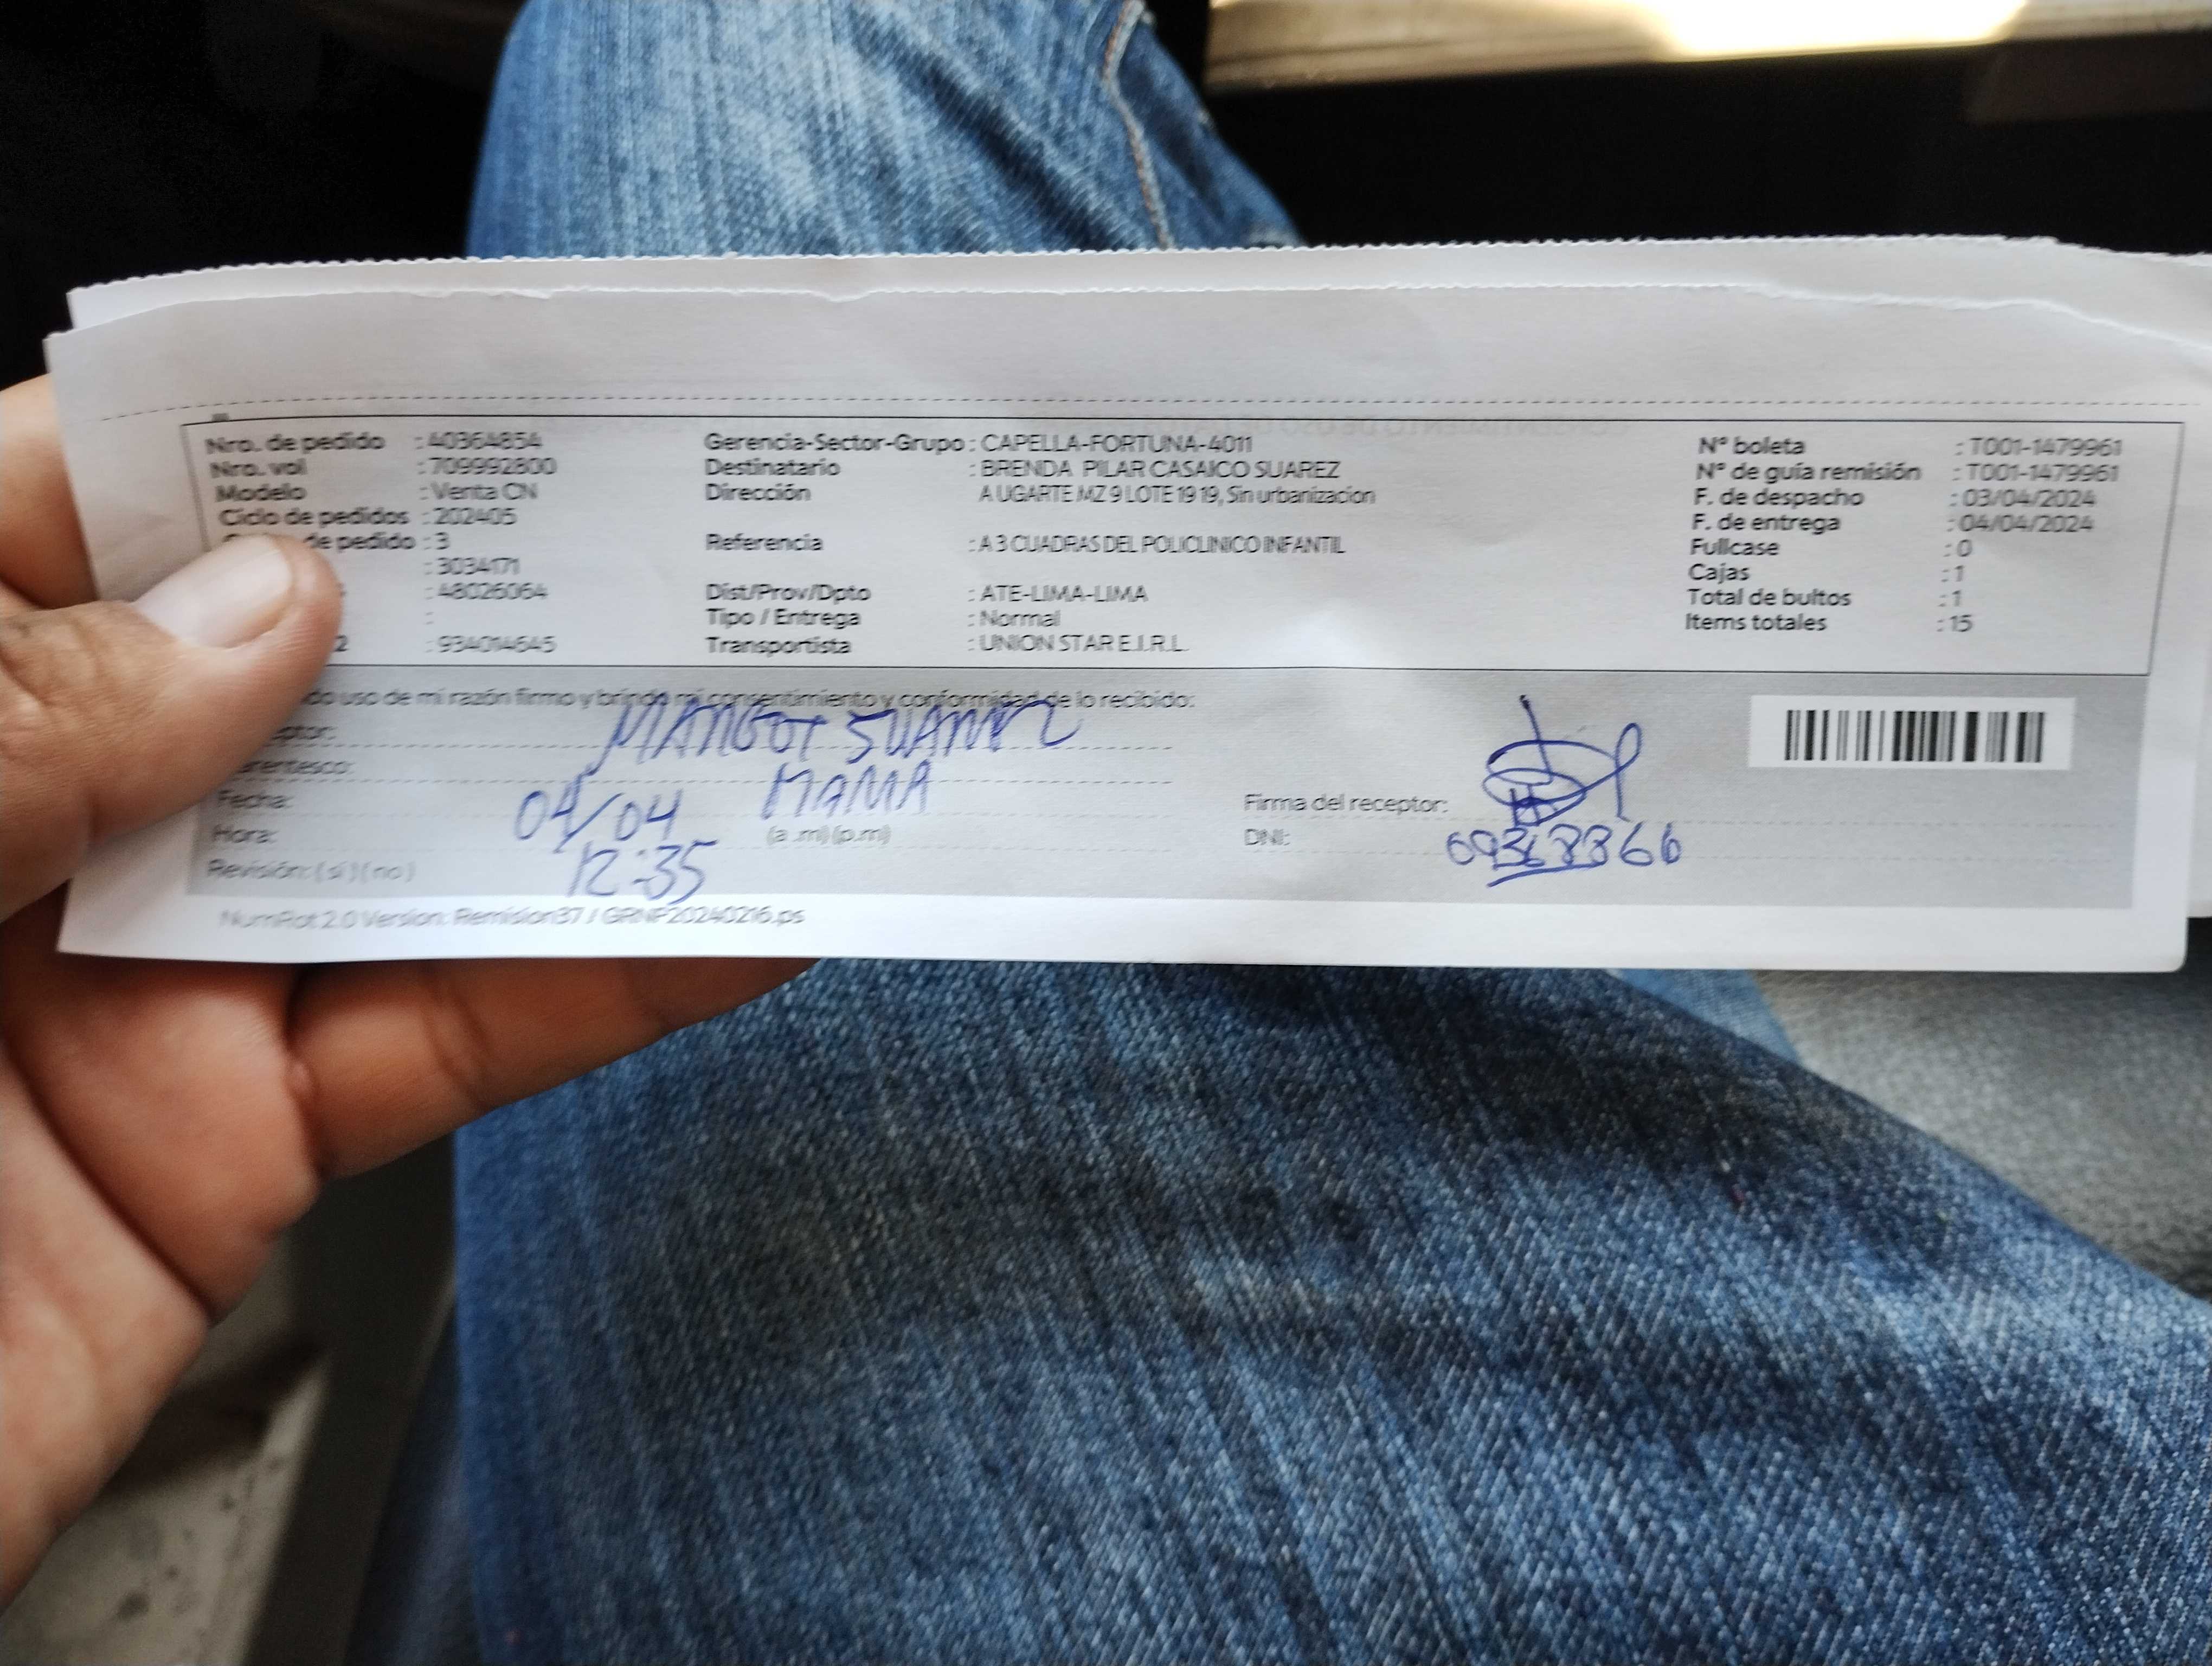 Nro. de pedido : 40364854 Gerencia-Sector-Grupo : CAPELLA-FORTUNA-4011 N° boleta : T001-1479961
Nro. vol : 709992800 Destinatario : BRENDA PILAR CASAICO SUAREZ N° de guía remisión : T001-1479961
Modelo : Venta CN Dirección A UGARTE MZ 9 LOTE 19 19, Sin urbanizacion F. de despacho : 03/04/2024
Ciclo de pedidos : 202405 F. de entrega : 04/04/2024
de pedido : 3 Referencia : A 3 CUADRAS DEL POLICLINICO INFANTIL Fullcase : 0
: 3034171 Cajas : 1
: 48026064 Dist/Prov/Dpto : ATE-LIMA-LIMA Total de bultos : 1
: Tipo / Entrega : Normal Items totales : 15
2 : 934014645 Transportista : UNION STAR E.I.R.L.
do uso de mi razón firmo y brindo mi consentimiento y conformidad de lo recibido:
ptor: MARGOT SUAREZ
rentesco: MAMA
Fecha: 04/04 Firma del receptor:
Hora: 12:35 (a .m) (p.m) DNI:
Revisión: ( si ) ( no )
NumRot 2.0 Version: Remision37 / GRNF20240216.ps